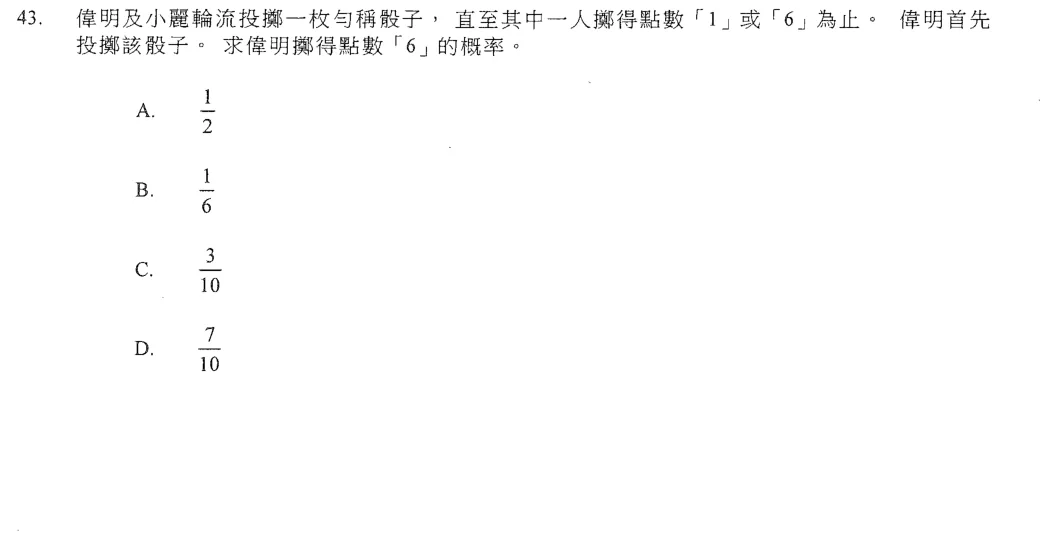 43. 偉明及小麗輪流投擲一枚勻稱骰子， 直至其中一人擲得點數「1」或「6」為止。 偉明首先
投擲該骰子。 求偉明擲得點數「6」的概率。
A. 1/2
B. 1/6
C. 3/10
D. 7/10